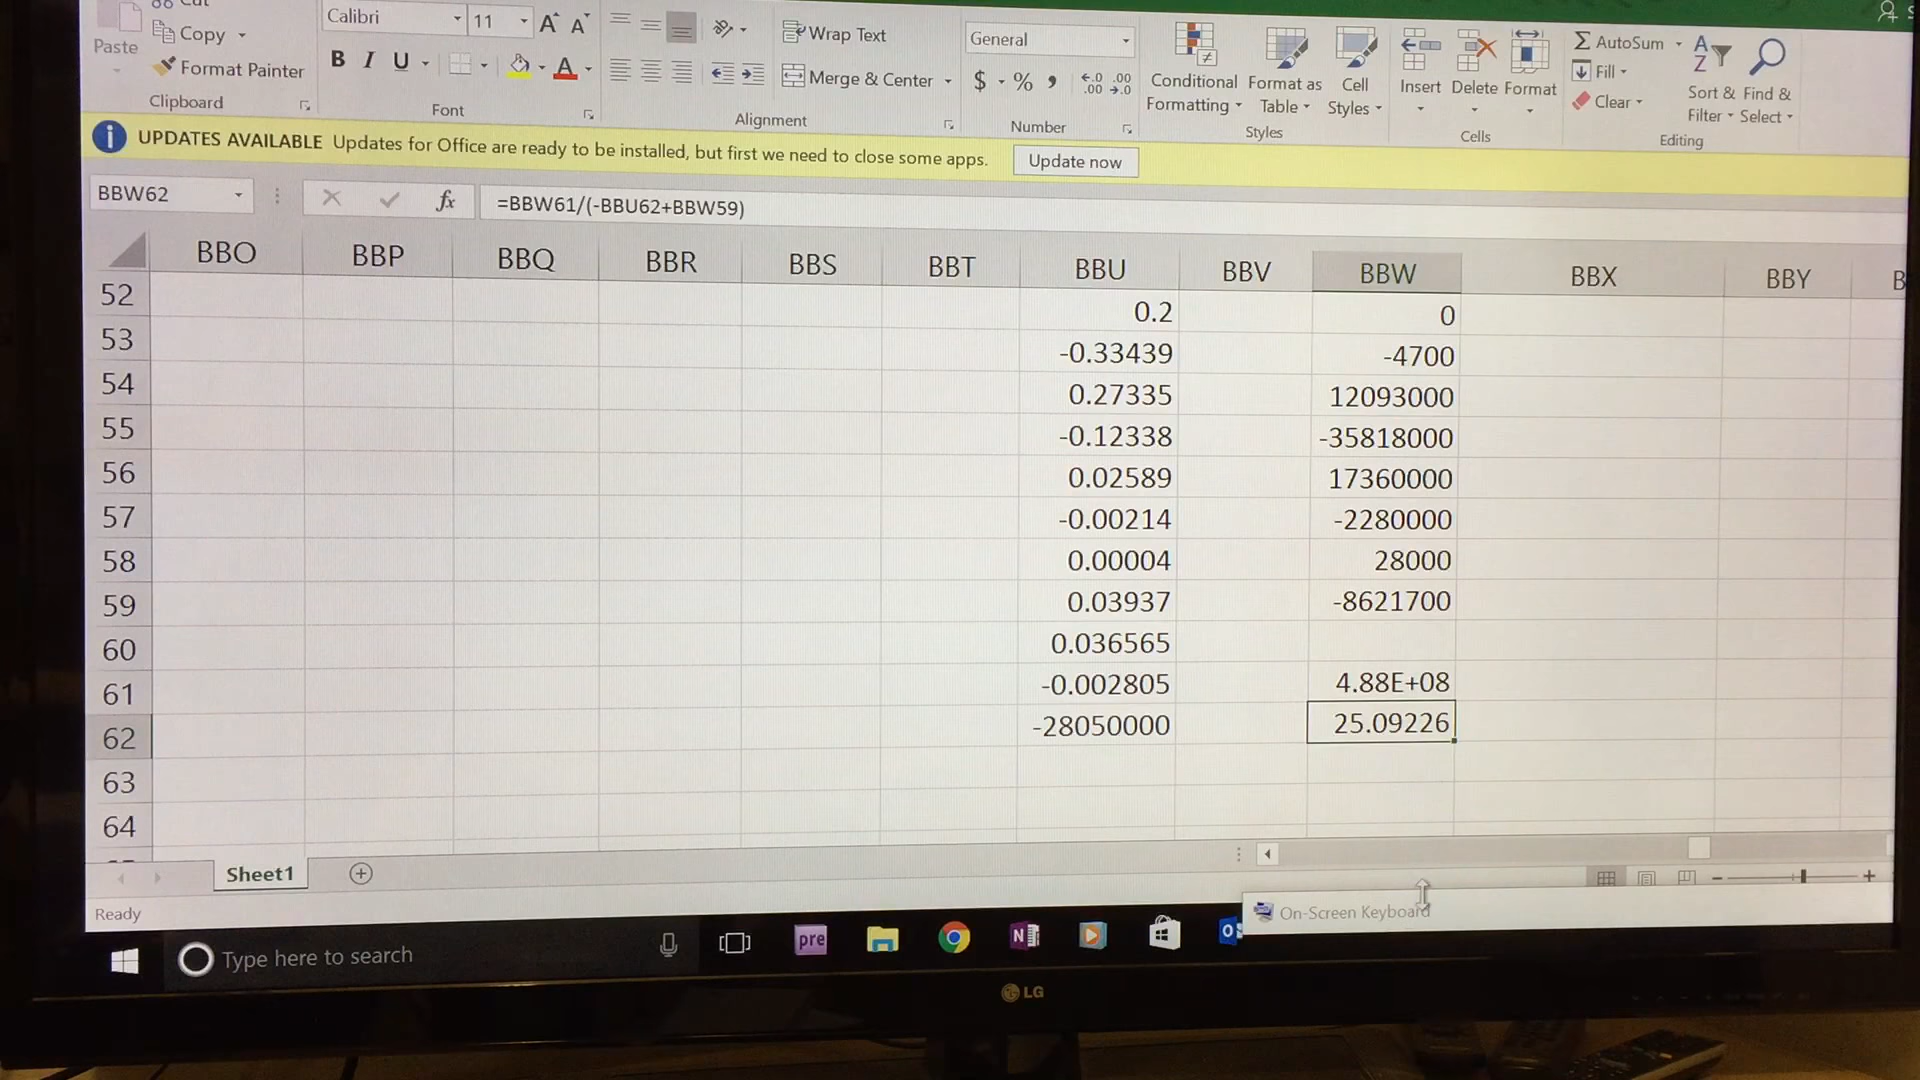 Cut
Paste
Copy
Format Painter
Clipboard
Calibri 11 A A
B I U A
Font
Wrap Text
Merge & Center
Alignment
General
$ % , .0 .00 .00 .0
Number
Conditional Formatting
Format as Table
Cell Styles
Styles
Insert Delete Format
Cells
AutoSum
Fill
Clear
Sort & Filter
Find & Select
Editing
UPDATES AVAILABLE Updates for Office are ready to be installed, but first we need to close some apps. Update now
BBW62 fx =BBW61/(-BBU62+BBW59)
BBO BBP BBQ BBR BBS BBT BBU BBV BBW BBX BBY
52 0.2 0
53 -0.33439 -4700
54 0.27335 12093000
55 -0.12338 -35818000
56 0.02589 17360000
57 -0.00214 -2280000
58 0.00004 28000
59 0.03937 -8621700
60 0.036565
61 -0.002805 4.88E+08
62 -28050000 25.09226
63
64
Sheet1
Ready
On-Screen Keyboard
Type here to search
pre
N
LG